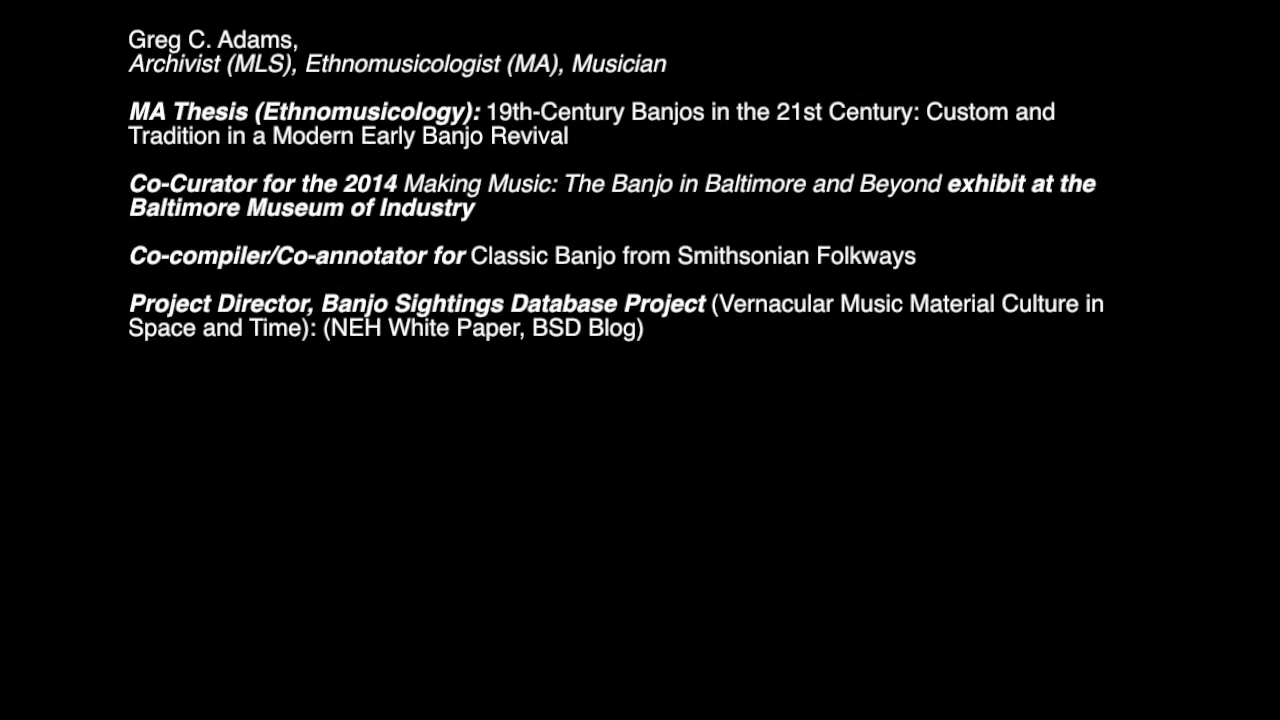 Greg C. Adams,
Archivist (MLS), Ethnomusicologist (MA), Musician
MA Thesis (Ethnomusicology): 19th-Century Banjos in the 21st Century: Custom and
Tradition in a Modern Early Banjo Revival
Co-Curator for the 2014 Making Music: The Banjo in Baltimore and Beyond exhibit at the
Baltimore Museum of Industry
Co-compiler/Co-annotator for Classic Banjo from Smithsonian Folkways
Project Director, Banjo Sightings Database Project (Vernacular Music Material Culture in
Space and Time): (NEH White Paper, BSD Blog)